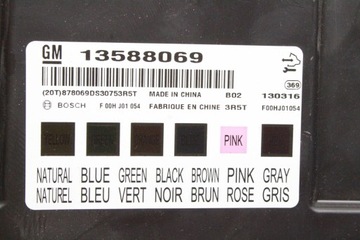 GM 13588069
(20T)878069DS30753R5T MADE IN CHINA B02 130316
369
BOSCH F 00H J01 054 FABRIQUE EN CHINE 3R5T F00HJ01054
PINK
NATURAL BLUE GREEN BLACK BROWN PINK GRAY
NATUREL BLEU VERT NOIR BRUN ROSE GRIS